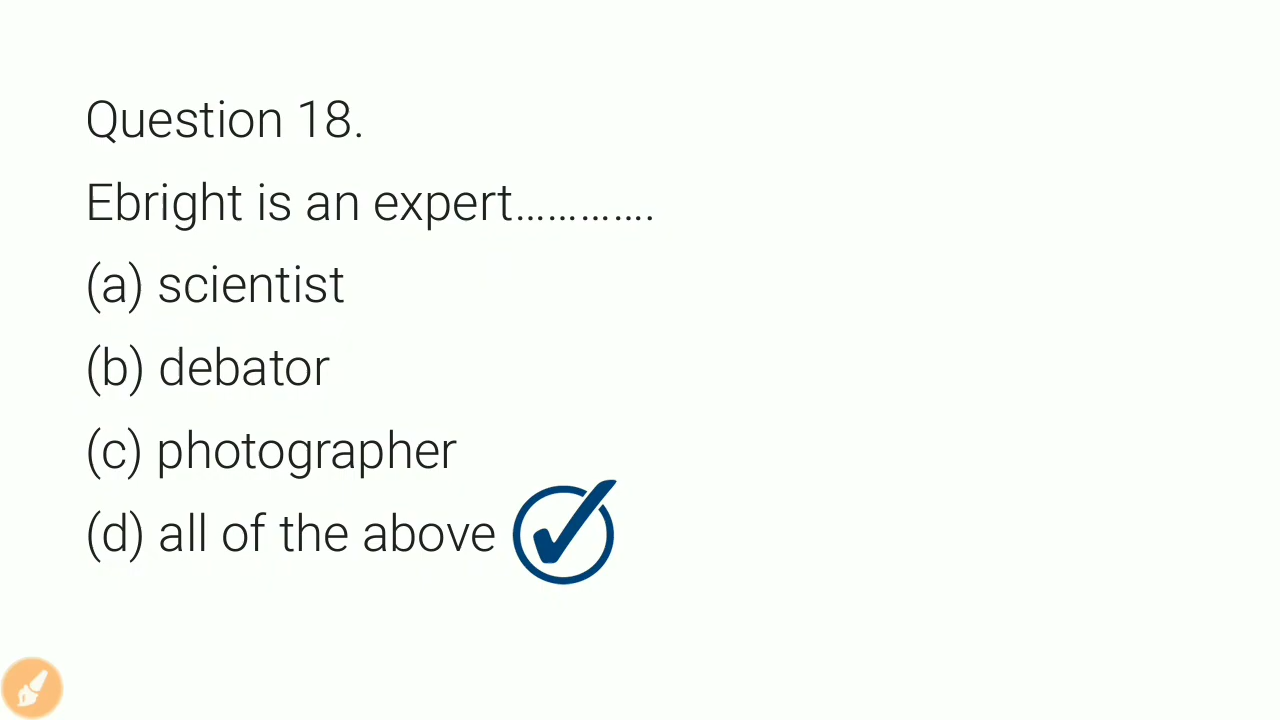 Question 18.
Ebright is an expert………….
(a) scientist
(b) debator
(c) photographer
(d) all of the above